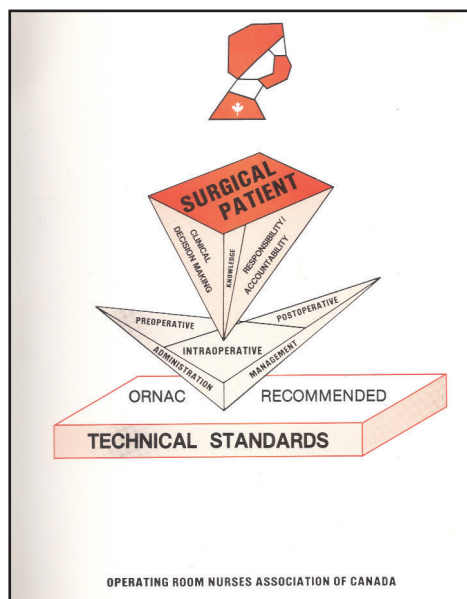 SURGICAL
PATIENT
CLINICAL
DECISION MAKING
KNOWLEDGE
RESPONSIBILITY/
ACCOUNTABILITY
PREOPERATIVE
POSTOPERATIVE
INTRAOPERATIVE
ADMINISTRATION
MANAGEMENT
ORNAC RECOMMENDED
TECHNICAL STANDARDS
OPERATING ROOM NURSES ASSOCIATION OF CANADA